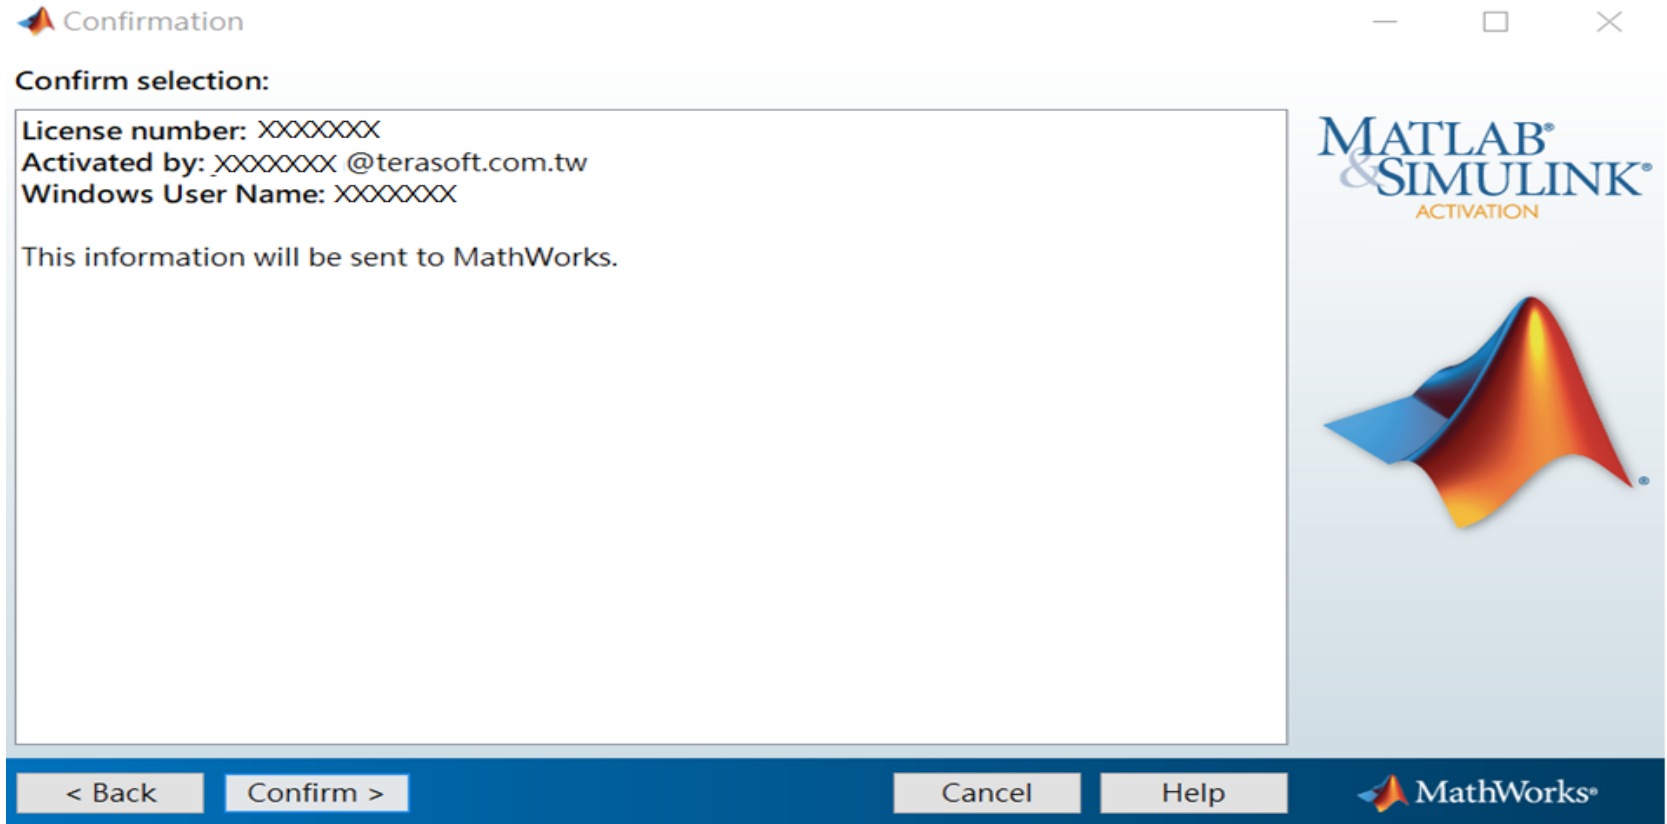 Confirmation
Confirm selection:
License number: XXXXXXX
Activated by: XXXXXXX @terasoft.com.tw
Windows User Name: XXXXXXX
This information will be sent to MathWorks.
MATLAB®
&SIMULINK®
ACTIVATION
®
< Back
Confirm >
Cancel
Help
MathWorks®